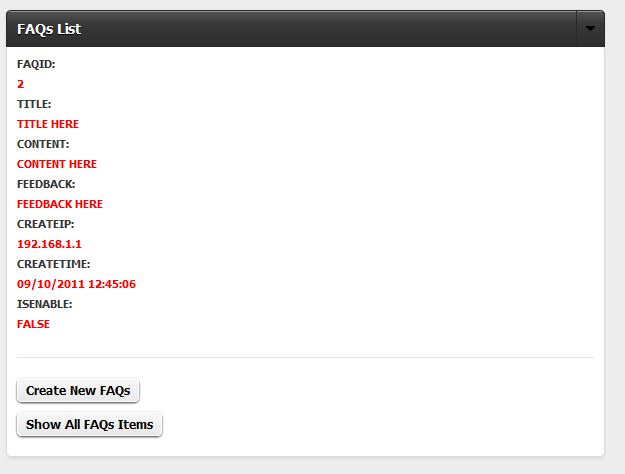 FAQs List
FAQID:
2
TITLE:
TITLE HERE
CONTENT:
CONTENT HERE
FEEDBACK:
FEEDBACK HERE
CREATEIP:
192.168.1.1
CREATETIME:
09/10/2011 12:45:06
ISENABLE:
FALSE
Create New FAQs
Show All FAQs Items